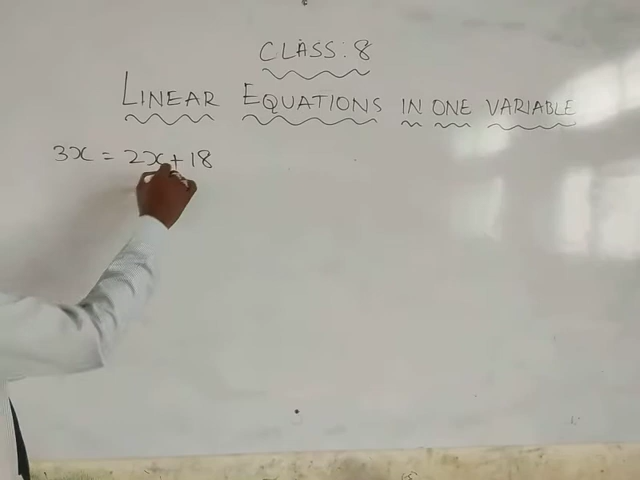 CLASS: 8
LINEAR EQUATIONS IN ONE VARIABLE
3x = 2x + 18